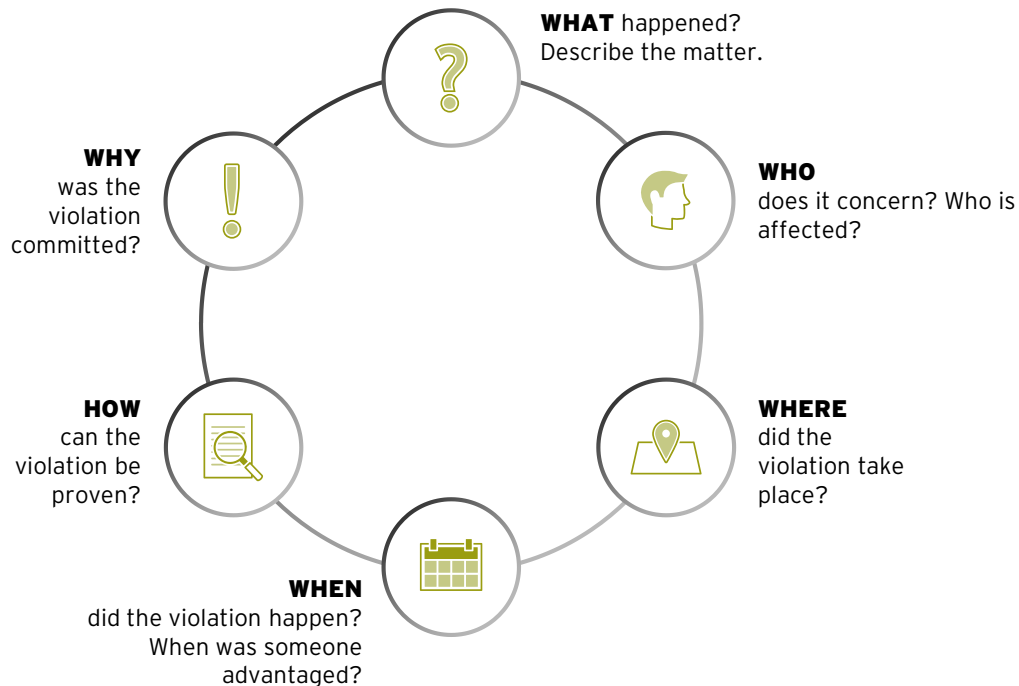 WHAT happened?
Describe the matter.
WHO
does it concern? Who is
affected?
WHERE
did the
violation take
place?
WHEN
did the violation happen?
When was someone
advantaged?
HOW
can the
violation be
proven?
WHY
was the
violation
committed?